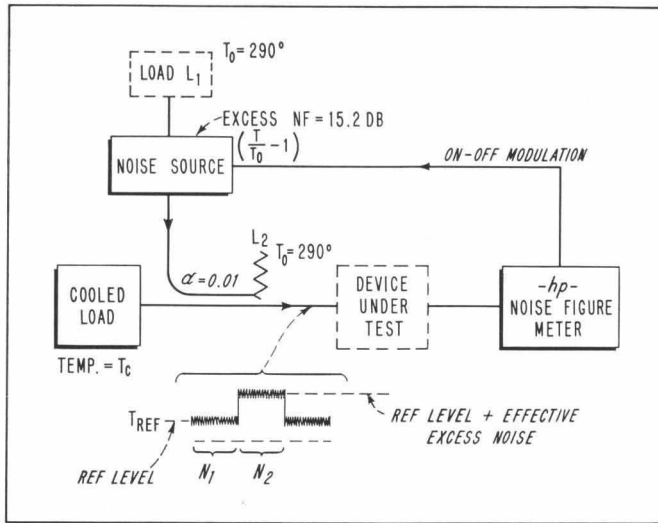 T₀ = 290°
LOAD L₁
EXCESS NF = 15.2 DB
(T/T₀ - 1)
NOISE SOURCE
ON-OFF MODULATION
L₂
T₀ = 290°
α = 0.01
COOLED LOAD
DEVICE UNDER TEST
-hp-
NOISE FIGURE METER
TEMP. = T_C
T_REF
REF LEVEL
REF LEVEL + EFFECTIVE
EXCESS NOISE
N₁
N₂